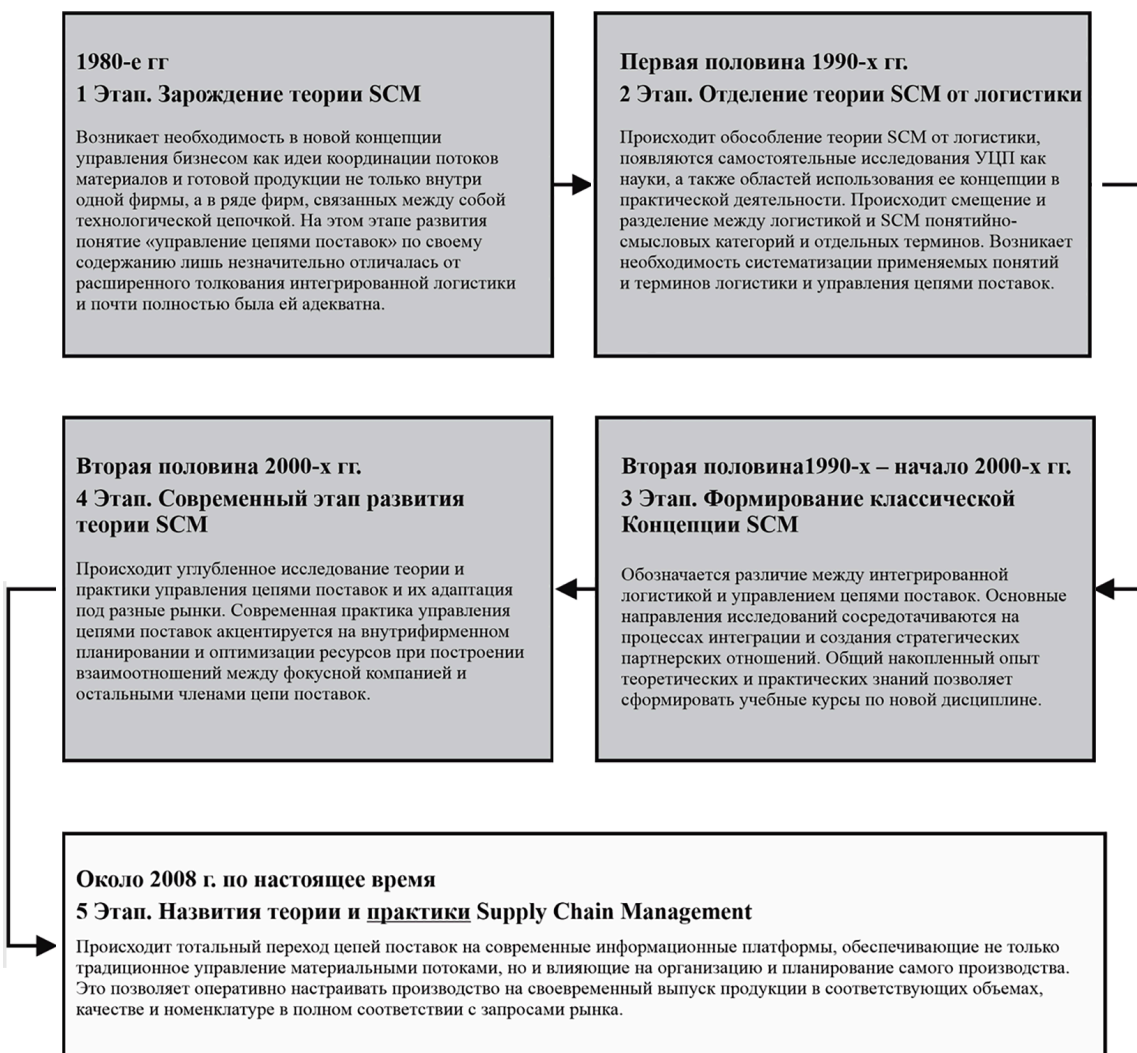 1980-е гг
1 Этап. Зарождение теории SCM
Возникает необходимость в новой концепции
управления бизнесом как идеи координации потоков
материалов и готовой продукции не только внутри
одной фирмы, а в ряде фирм, связанных между собой
технологической цепочкой. На этом этапе развития
понятие «управление цепями поставок» по своему
содержанию лишь незначительно отличалась от
расширенного толкования интегрированной логистики
и почти полностью была ей адекватна.
Первая половина 1990-х гг.
2 Этап. Отделение теории SCM от логистики
Происходит обособление теории SCM от логистики,
появляются самостоятельные исследования УЦП как
науки, а также областей использования ее концепции в
практической деятельности. Происходит смещение и
разделение между логистикой и SCM понятийно-
смысловых категорий и отдельных терминов. Возникает
необходимость систематизации применяемых понятий
и терминов логистики и управления цепями поставок.
Вторая половина1990-х – начало 2000-х гг.
3 Этап. Формирование классической
Концепции SCM
Обозначается различие между интегрированной
логистикой и управлением цепями поставок. Основные
направления исследований сосредотачиваются на
процессах интеграции и создания стратегических
партнерских отношений. Общий накопленный опыт
теоретических и практических знаний позволяет
сформировать учебные курсы по новой дисциплине.
Вторая половина 2000-х гг.
4 Этап. Современный этап развития
теории SCM
Происходит углубленное исследование теории и
практики управления цепями поставок и их адаптация
под разные рынки. Современная практика управления
цепями поставок акцентируется на внутрифирменном
планировании и оптимизации ресурсов при построении
взаимоотношений между фокусной компанией и
остальными членами цепи поставок.
Около 2008 г. по настоящее время
5 Этап. Назвития теории и практики Supply Chain Management
Происходит тотальный переход цепей поставок на современные информационные платформы, обеспечивающие не только
традиционное управление материальными потоками, но и влияющие на организацию и планирование самого производства.
Это позволяет оперативно настраивать производство на своевременный выпуск продукции в соответствующих объемах,
качестве и номенклатуре в полном соответствии с запросами рынка.